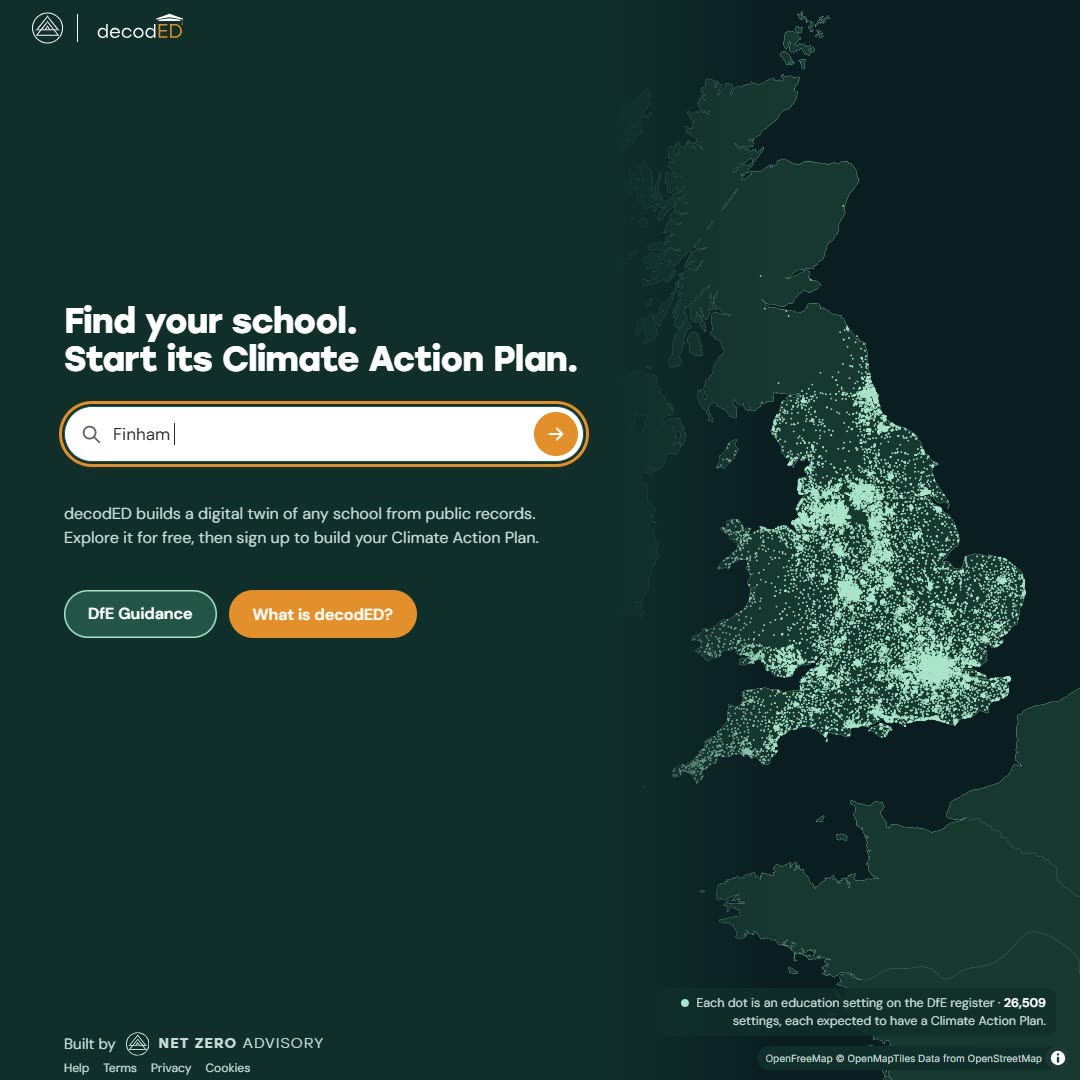 decodED
Find your school.
Start its Climate Action Plan.
Finham
decodED builds a digital twin of any school from public records.
Explore it for free, then sign up to build your Climate Action Plan.
DfE Guidance
What is decodED?
Each dot is an education setting on the DfE register · 26,509
settings, each expected to have a Climate Action Plan.
Built by NET ZERO ADVISORY
OpenFreeMap © OpenMapTiles Data from OpenStreetMap
Help Terms Privacy Cookies